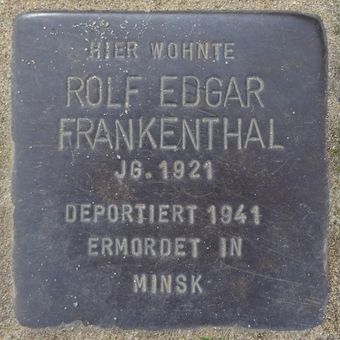 HIER WOHNTE
ROLF EDGAR
FRANKENTHAL
JG. 1921
DEPORTIERT 1941
ERMORDET IN
MINSK